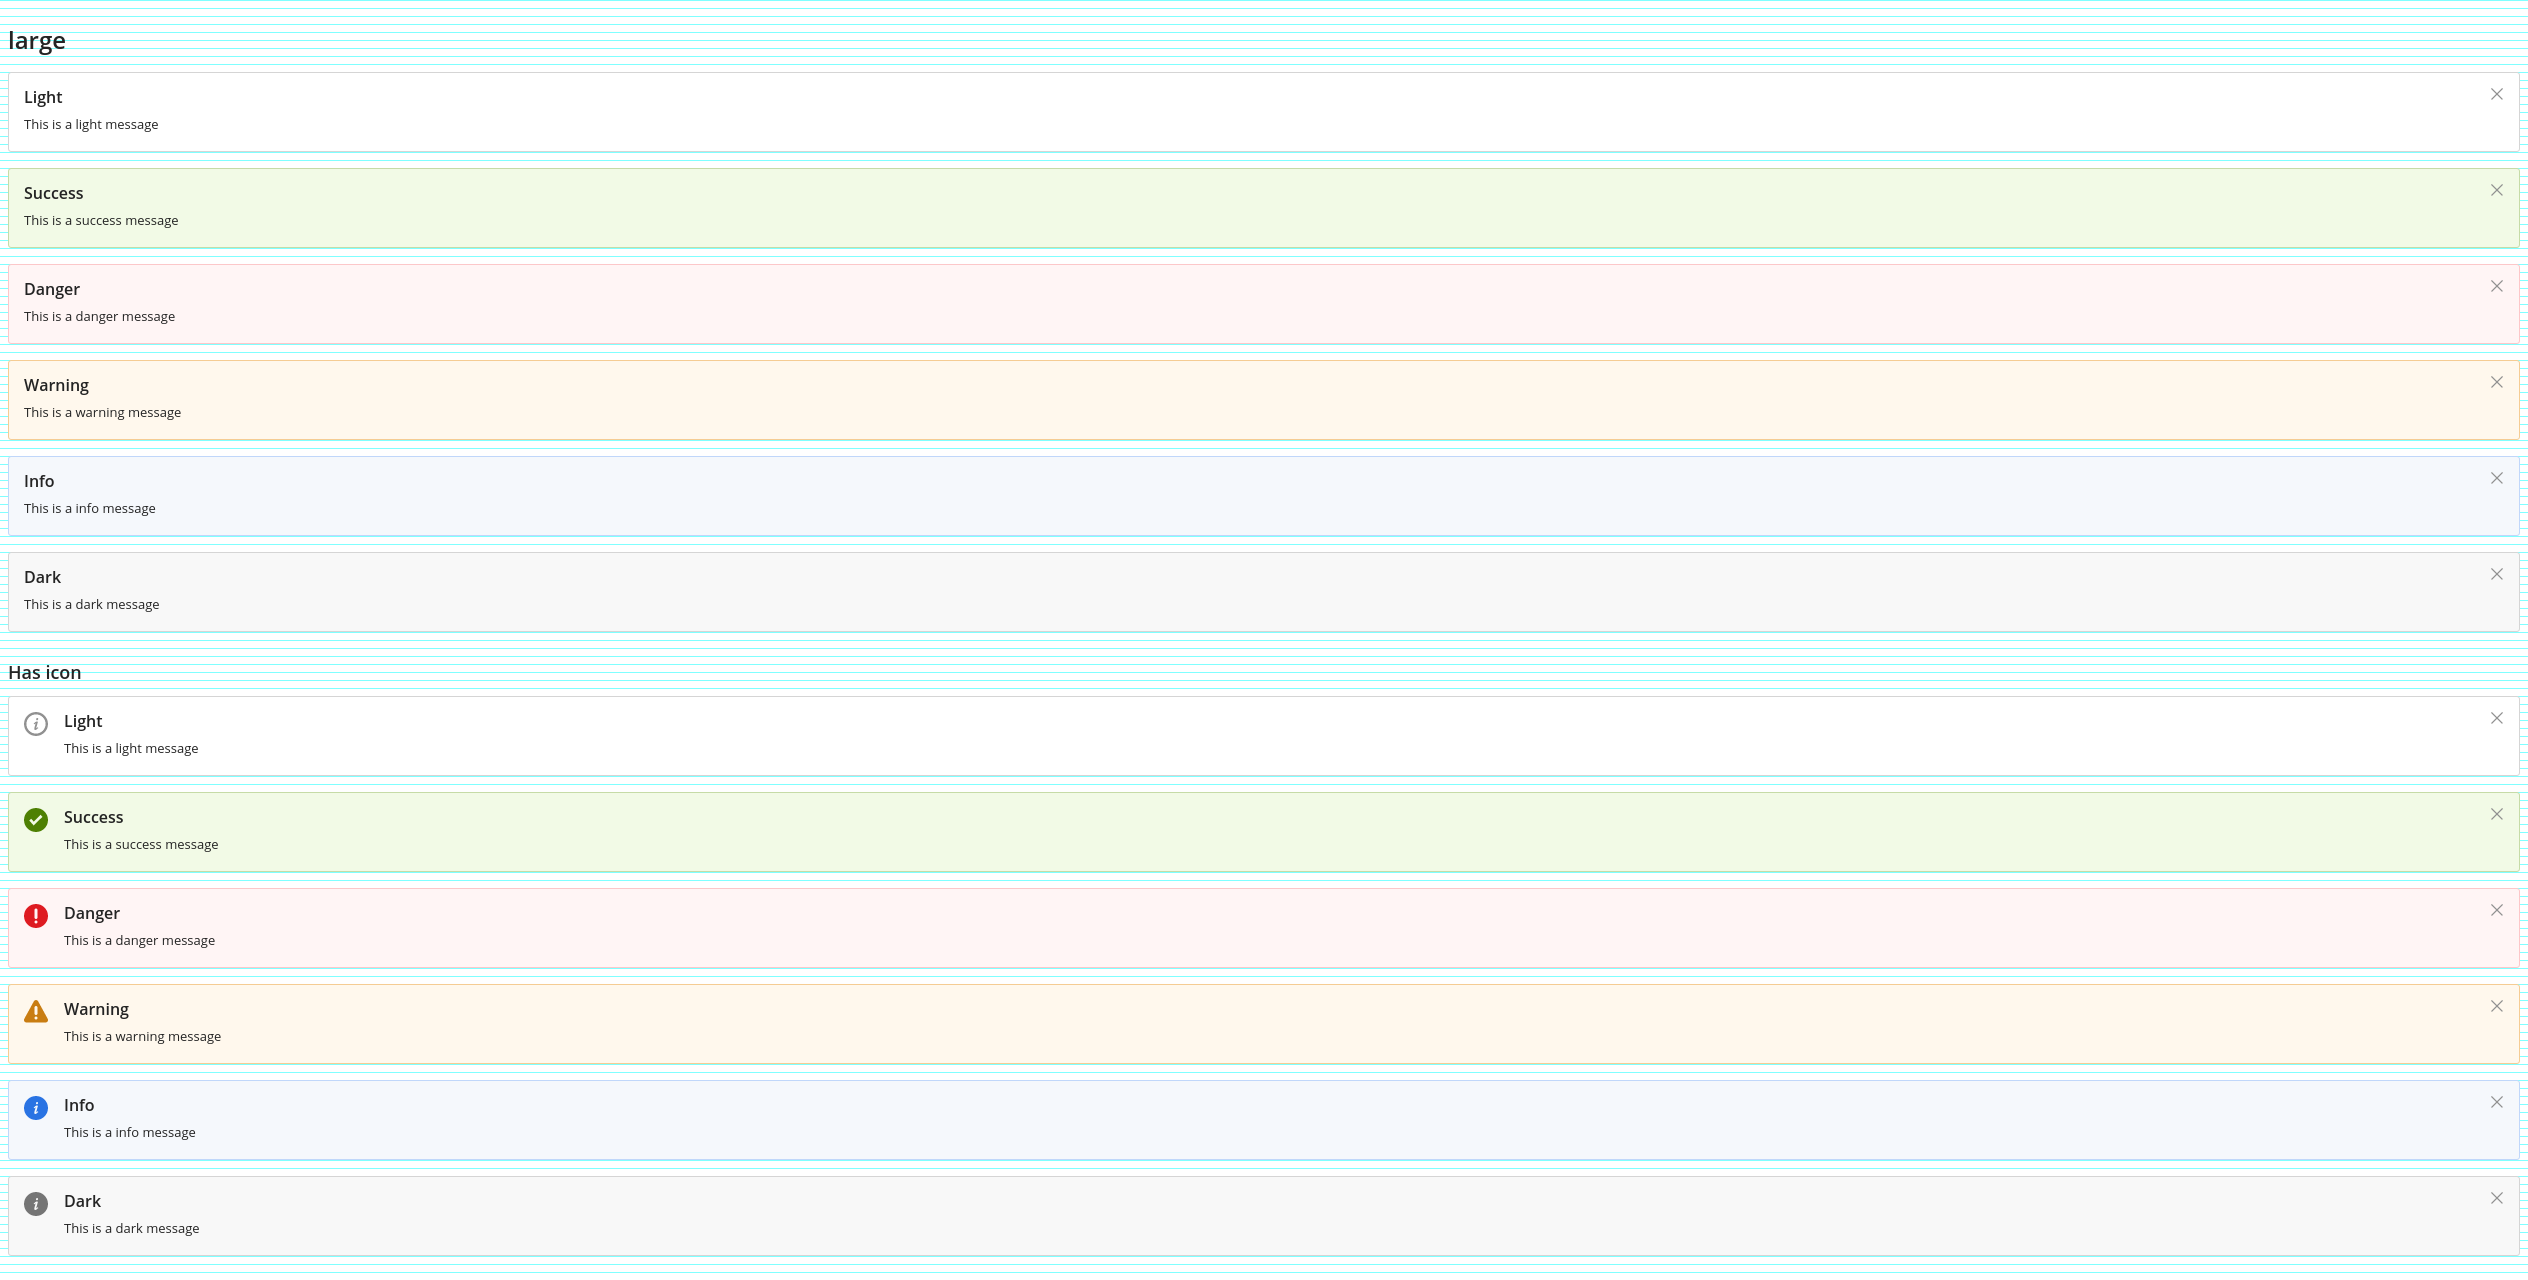 large
Light
This is a light message
Success
This is a success message
Danger
This is a danger message
Warning
This is a warning message
Info
This is a info message
Dark
This is a dark message
Has icon
Light
This is a light message
Success
This is a success message
Danger
This is a danger message
Warning
This is a warning message
Info
This is a info message
Dark
This is a dark message